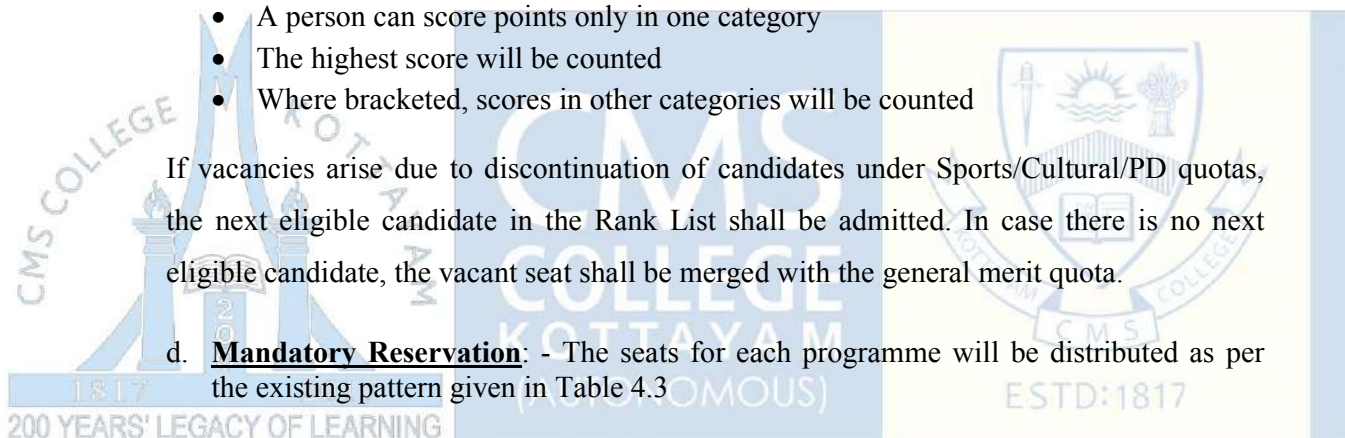 • A person can score points only in one category
• The highest score will be counted
• Where bracketed, scores in other categories will be counted
If vacancies arise due to discontinuation of candidates under Sports/Cultural/PD quotas,
the next eligible candidate in the Rank List shall be admitted. In case there is no next
eligible candidate, the vacant seat shall be merged with the general merit quota.
d. Mandatory Reservation: - The seats for each programme will be distributed as per
the existing pattern given in Table 4.3
CMS COLLEGE KOTTAYAM
1817
200 YEARS' LEGACY OF LEARNING
CMS
COLLEGE
KOTTAYAM
(AUTONOMOUS)
KOTTAYAM
COLLEGE
CMS
ESTD:1817